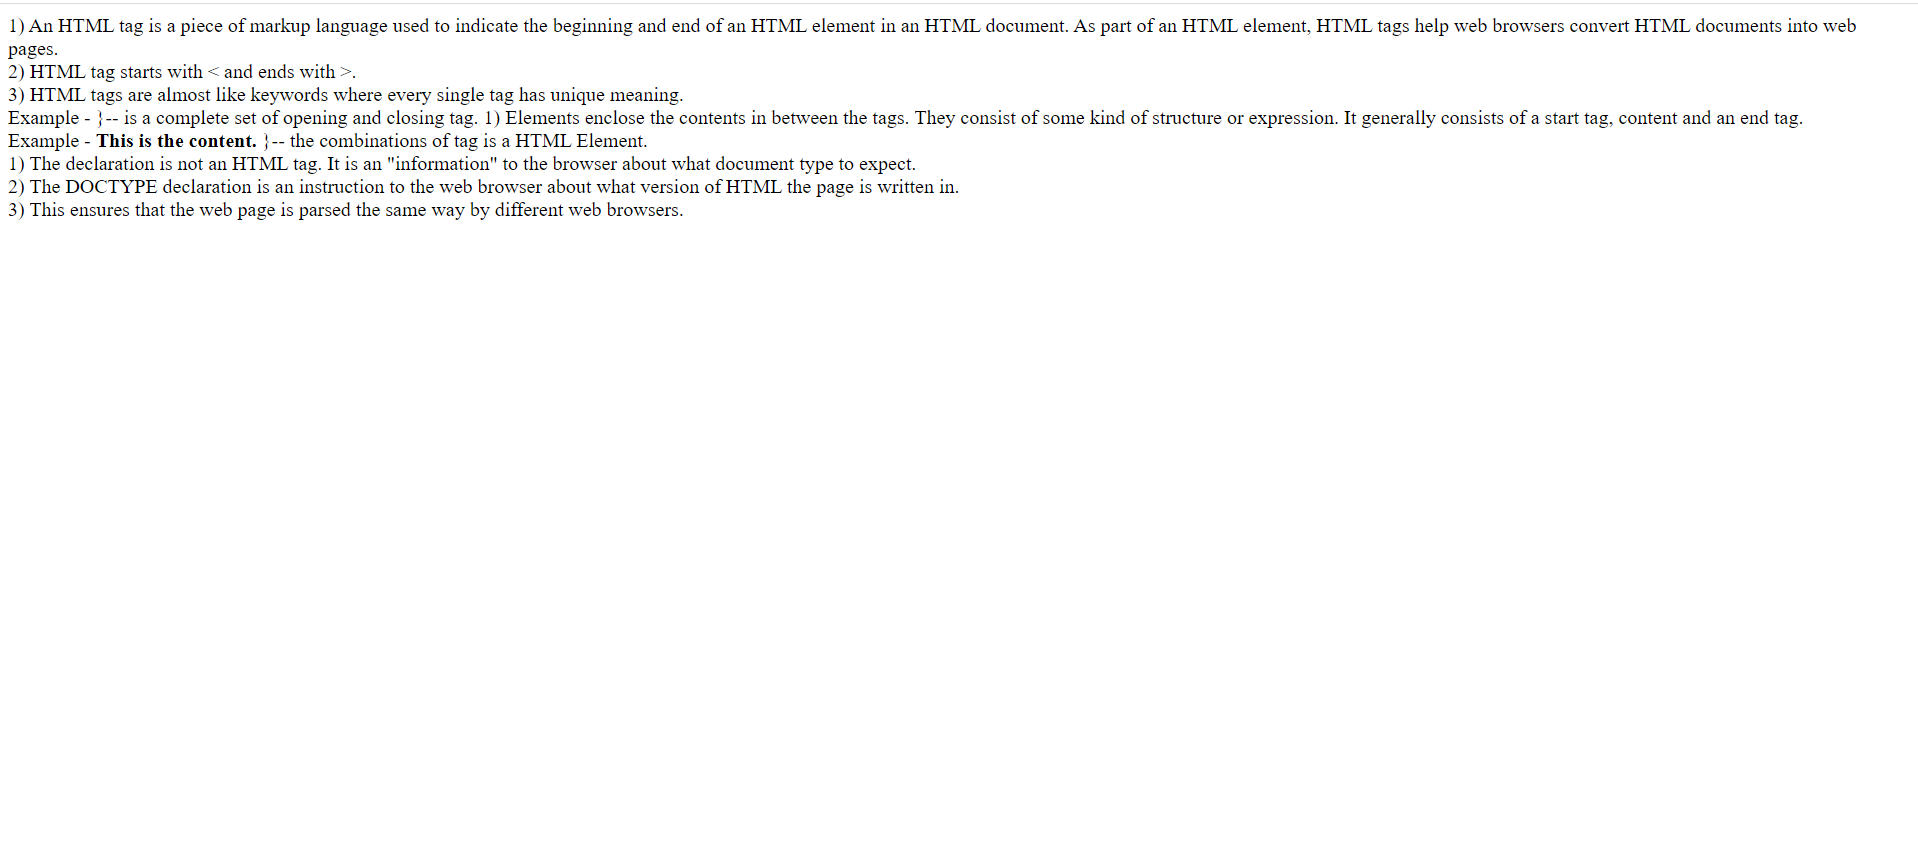 1) An HTML tag is a piece of markup language used to indicate the beginning and end of an HTML element in an HTML document. As part of an HTML element, HTML tags help web browsers convert HTML documents into web
pages.
2) HTML tag starts with < and ends with >.
3) HTML tags are almost like keywords where every single tag has unique meaning.
Example - }-- is a complete set of opening and closing tag. 1) Elements enclose the contents in between the tags. They consist of some kind of structure or expression. It generally consists of a start tag, content and an end tag.
Example - This is the content. }-- the combinations of tag is a HTML Element.
1) The declaration is not an HTML tag. It is an "information" to the browser about what document type to expect.
2) The DOCTYPE declaration is an instruction to the web browser about what version of HTML the page is written in.
3) This ensures that the web page is parsed the same way by different web browsers.